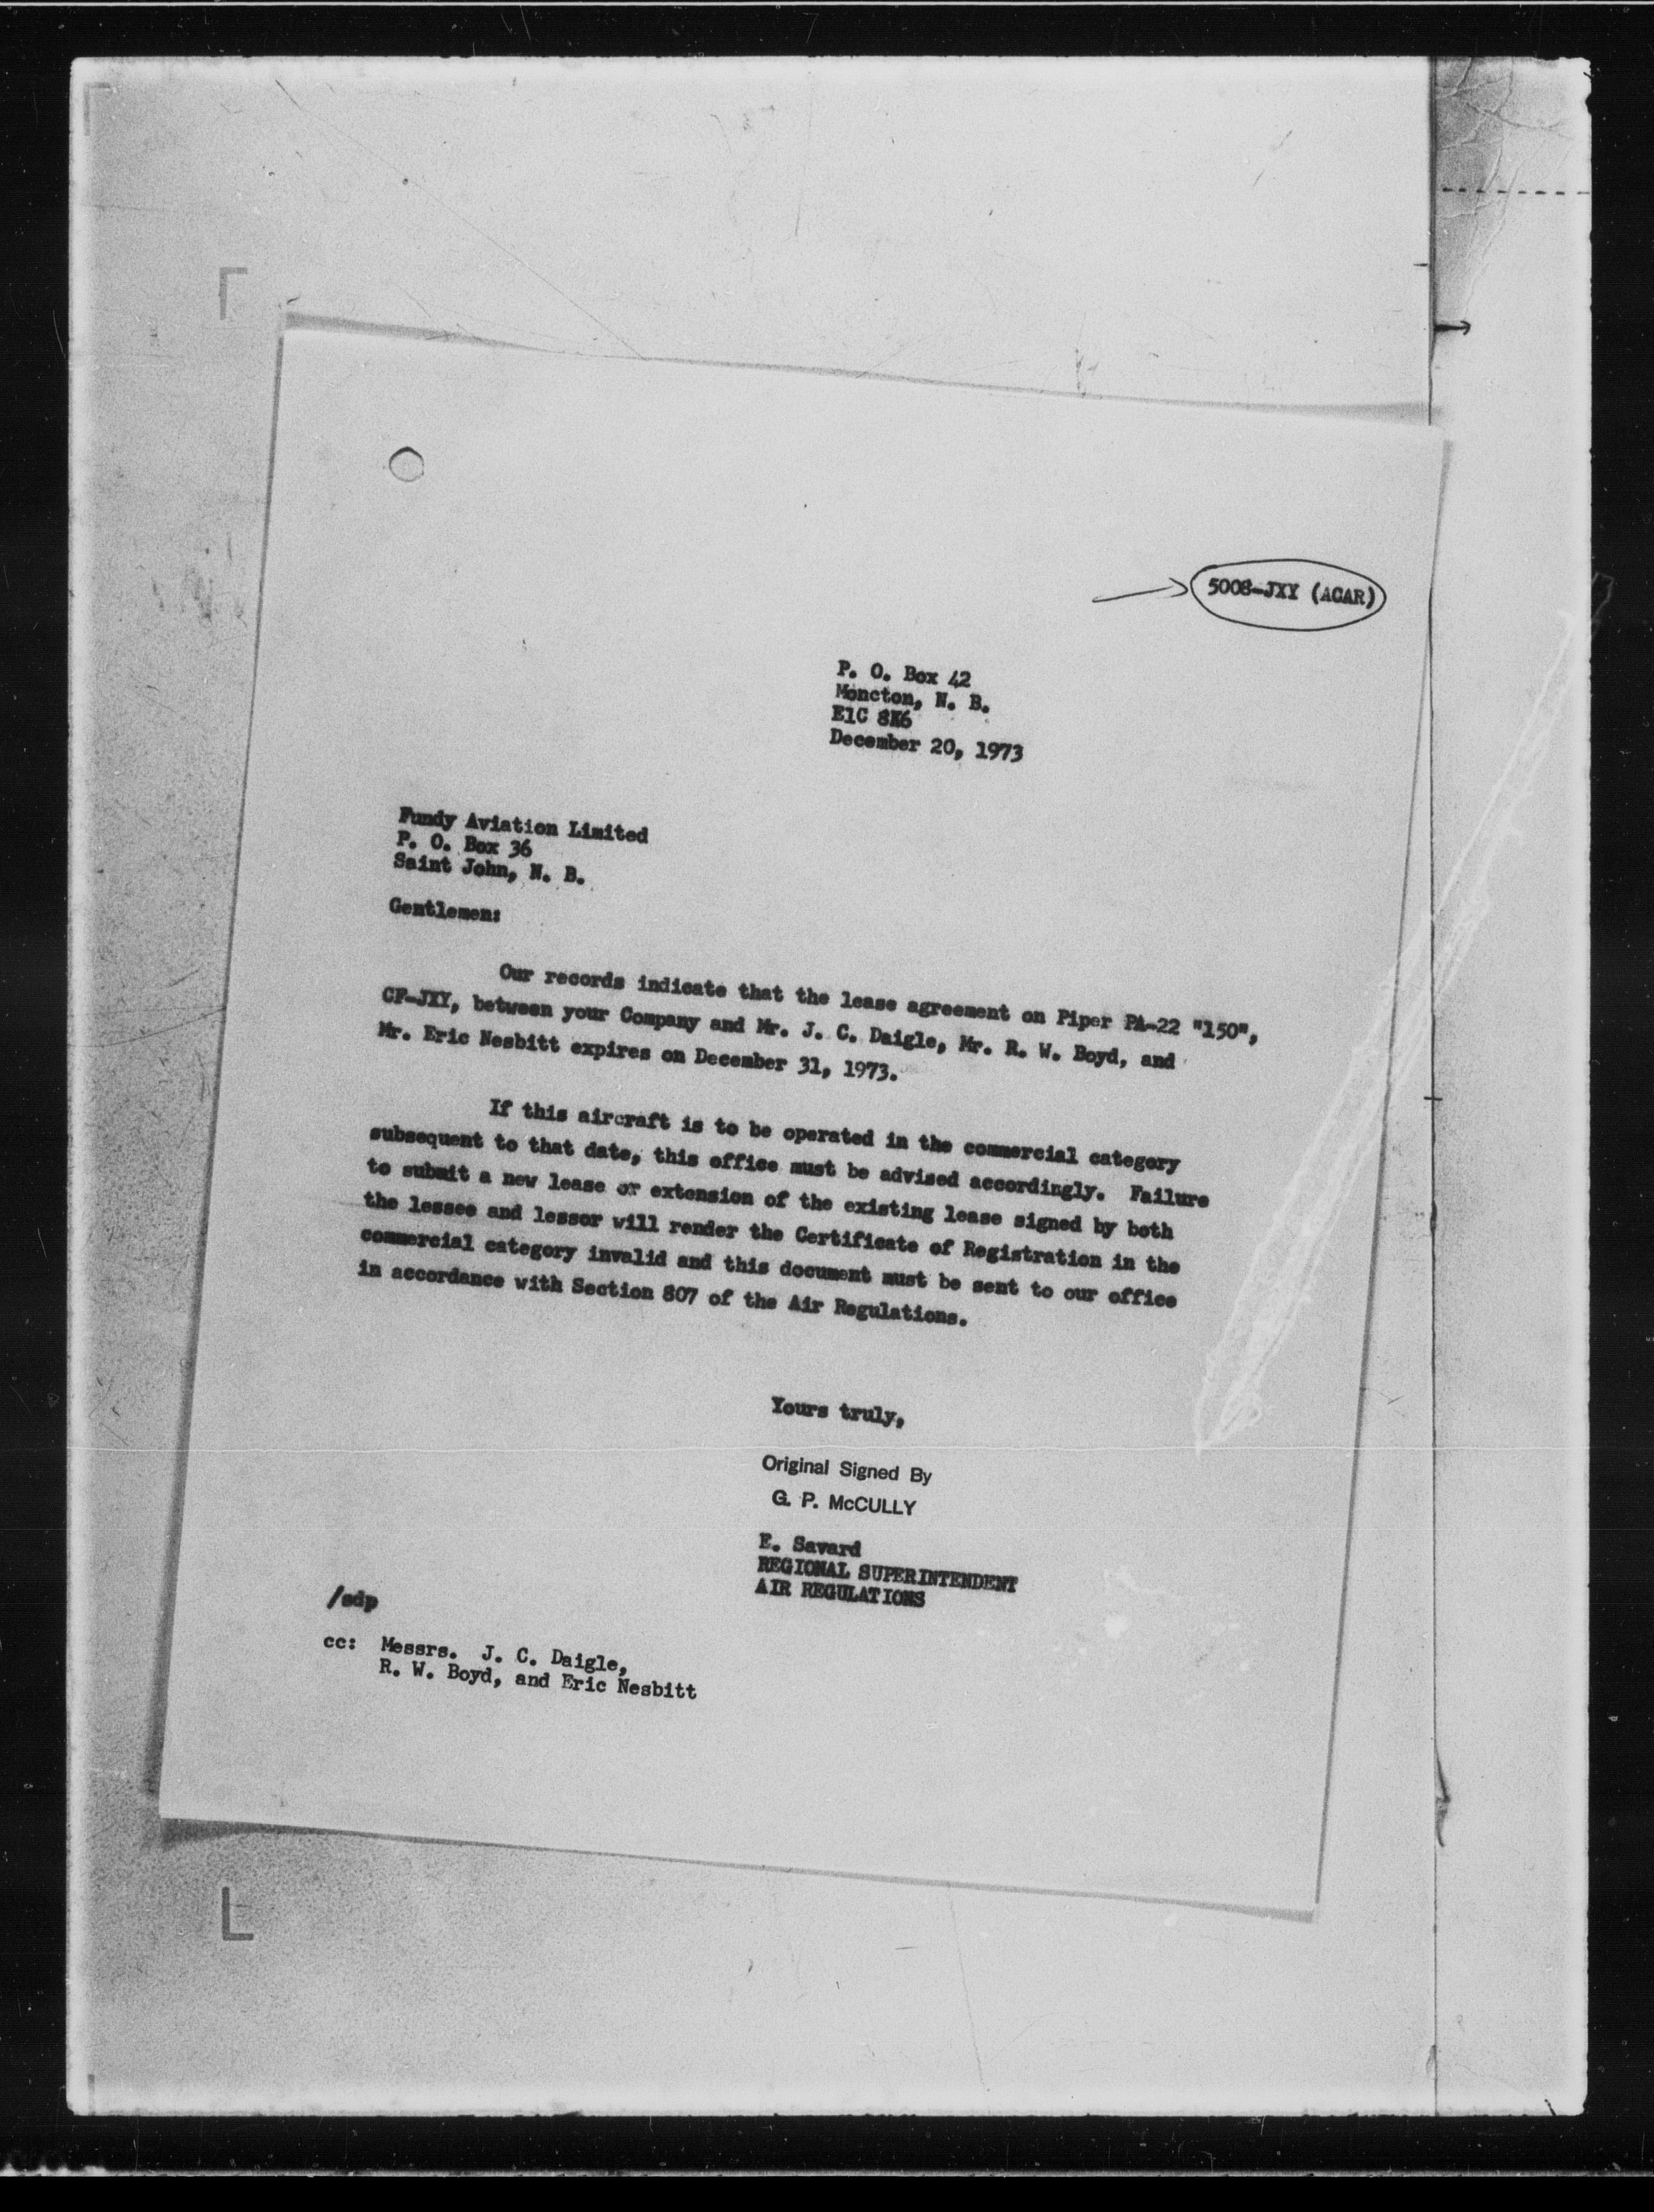 5008-JXY (ACAR)
P. O. Box 42
Moncton, N. B.
E1C 8K6
December 20, 1973
Fundy Aviation Limited
P. O. Box 36
Saint John, N. B.
Gentlemen:
Our records indicate that the lease agreement on Piper PA-22 "150",
CF-JXY, between your Company and Mr. J. C. Daigle, Mr. R. W. Boyd, and
Mr. Eric Nesbitt expires on December 31, 1973.
If this aircraft is to be operated in the commercial category
subsequent to that date, this office must be advised accordingly. Failure
to submit a new lease or extension of the existing lease signed by both
the lessee and lessor will render the Certificate of Registration in the
commercial category invalid and this document must be sent to our office
in accordance with Section 807 of the Air Regulations.
Yours truly,
Original Signed By
G. P. McCULLY
E. Savard
REGIONAL SUPERINTENDENT
AIR REGULATIONS
/sdp
cc: Messrs. J. C. Daigle,
R. W. Boyd, and Eric Nesbitt